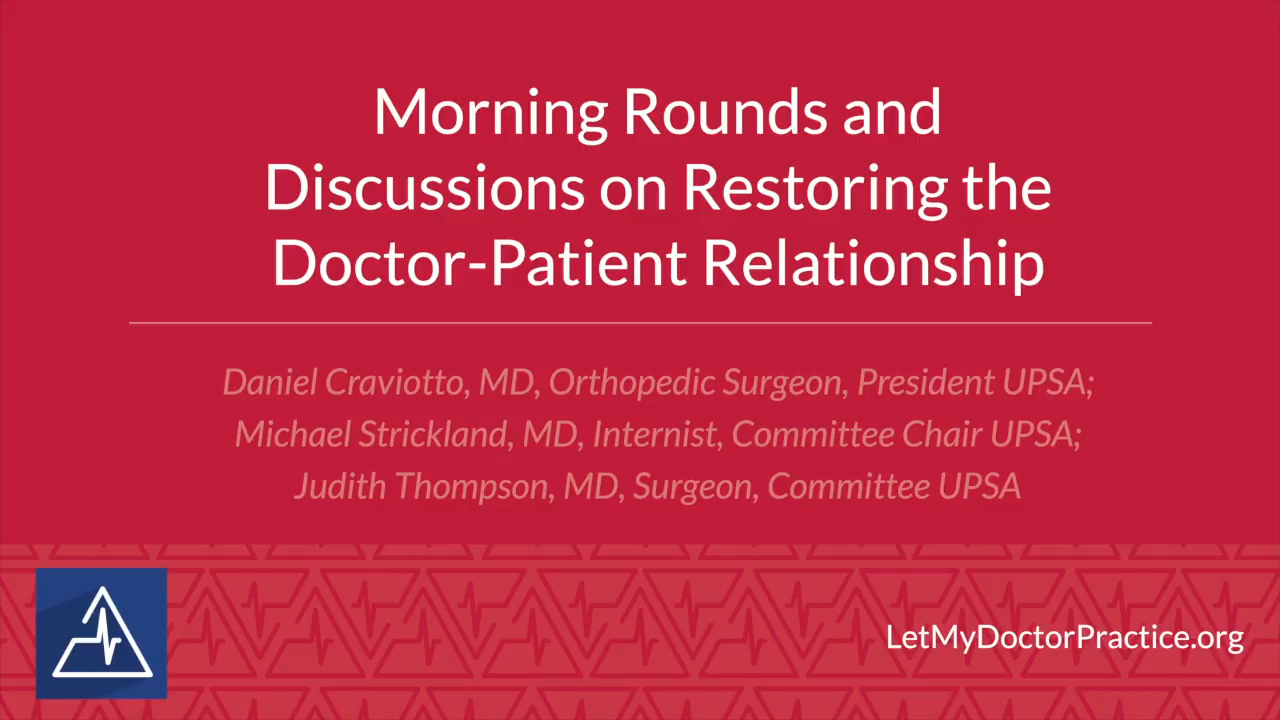 Morning Rounds and
Discussions on Restoring the
Doctor-Patient Relationship
Daniel Craviotto, MD, Orthopedic Surgeon, President UPSA;
Michael Strickland, MD, Internist, Committee Chair UPSA;
Judith Thompson, MD, Surgeon, Committee UPSA
LetMyDoctorPractice.org